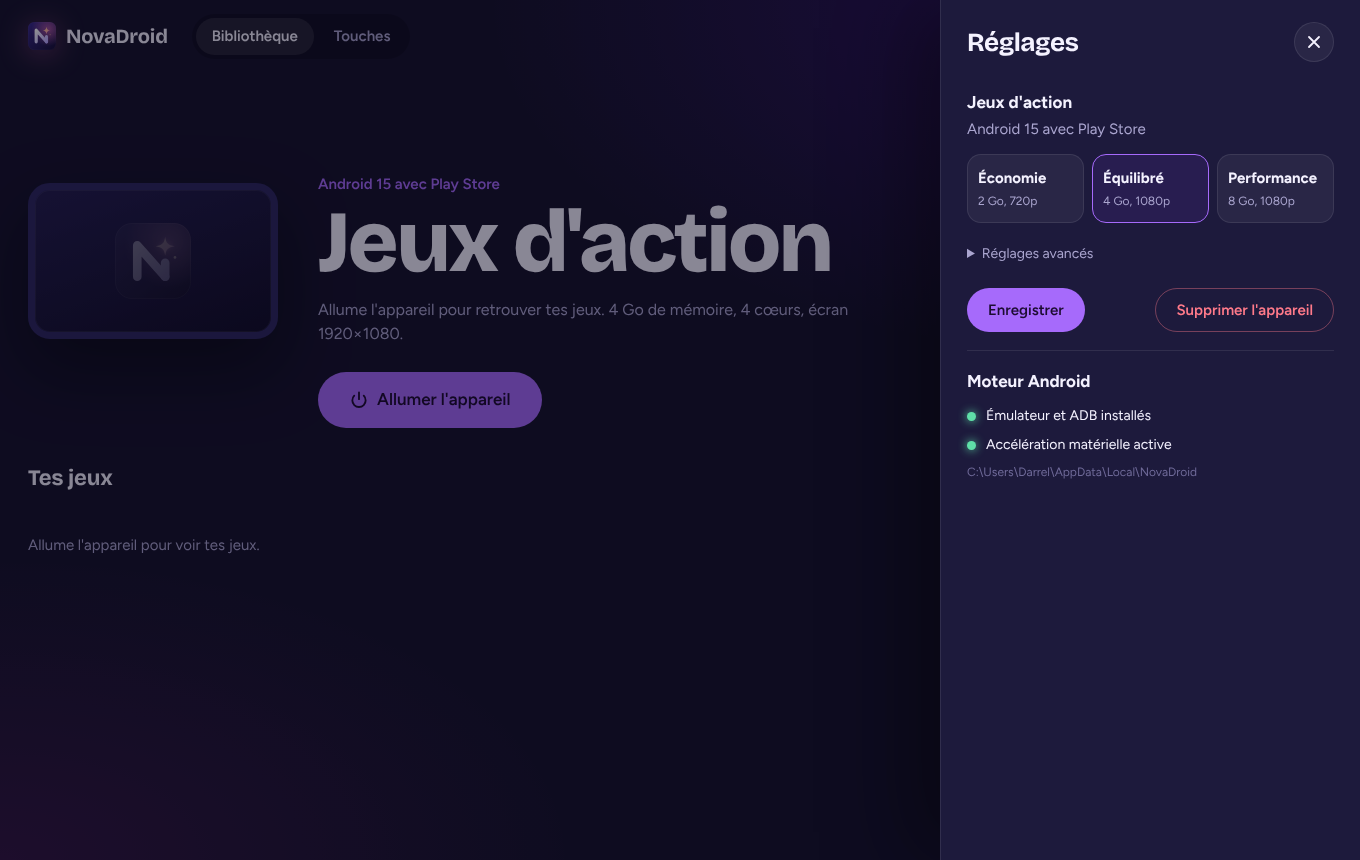 NovaDroid
Bibliothèque
Touches
Android 15 avec Play Store
Jeux d'action
Allume l'appareil pour retrouver tes jeux. 4 Go de mémoire, 4 cœurs, écran
1920×1080.
Allumer l'appareil
Tes jeux
Allume l'appareil pour voir tes jeux.
Réglages
Jeux d'action
Android 15 avec Play Store
Économie
2 Go, 720p
Équilibré
4 Go, 1080p
Performance
8 Go, 1080p
Réglages avancés
Enregistrer
Supprimer l'appareil
Moteur Android
Émulateur et ADB installés
Accélération matérielle active
C:\Users\Darrel\AppData\Local\NovaDroid